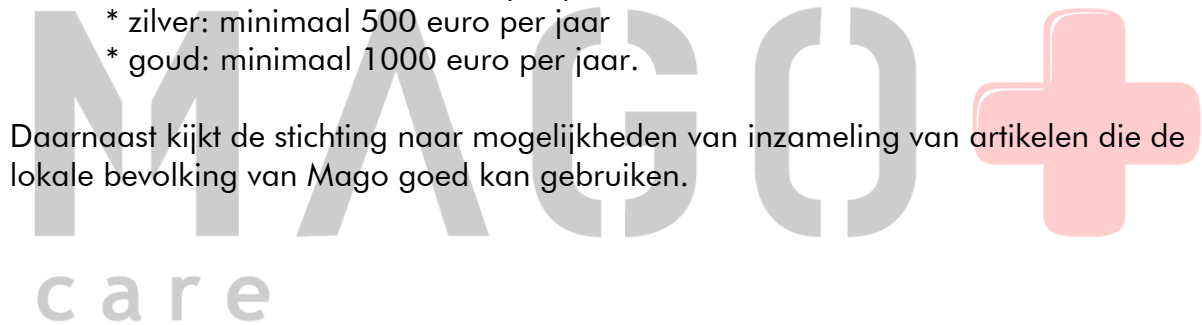 * zilver: minimaal 500 euro per jaar
* goud: minimaal 1000 euro per jaar.
Daarnaast kijkt de stichting naar mogelijkheden van inzameling van artikelen die de
lokale bevolking van Mago goed kan gebruiken.
MAGO
care